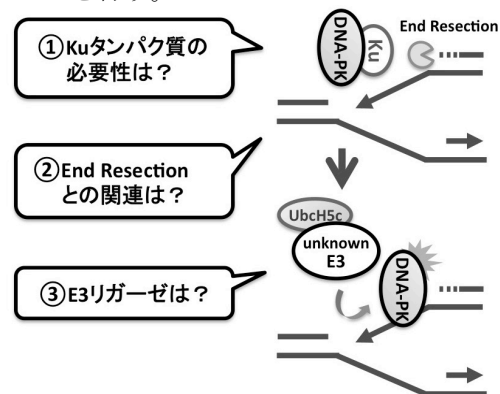 ①Kuタンパク質の
必要性は？
DNA-PK
Ku
End Resection
②End Resection
との関連は？
UbcH5c
unknown
E3
DNA-PK
③E3リガーゼは？